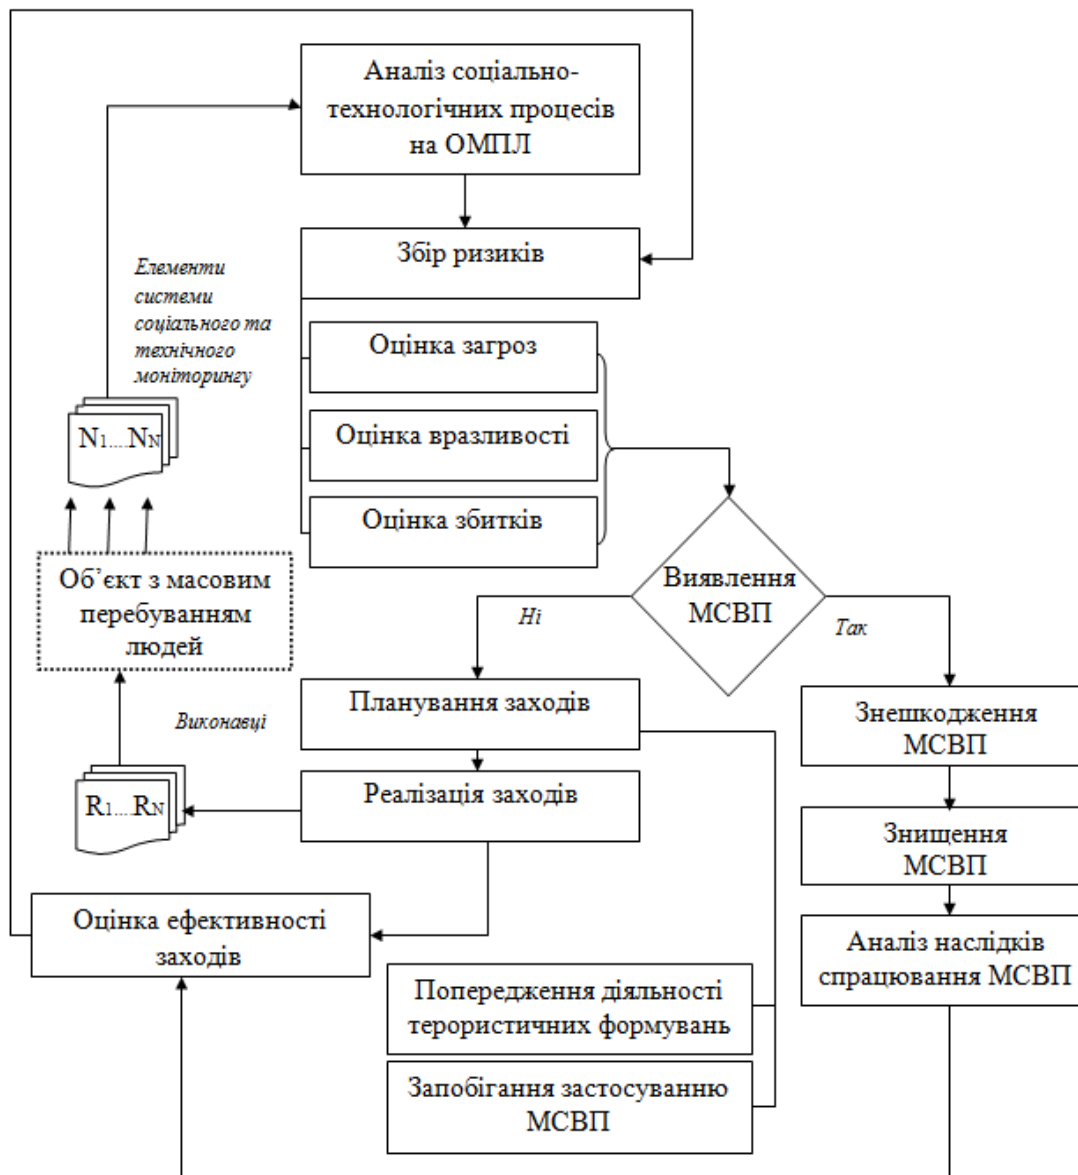 Аналіз соціально-
технологічних процесів
на ОМПЛ
Збір ризиків
Елементи
системи
соціального та
технічного
моніторингу
Оцінка загроз
Оцінка вразливості
Оцінка збитків
N1....NN
Об’єкт з масовим
перебуванням
людей
Виявлення
МСВП
Ні
Так
Планування заходів
Виконавці
Реалізація заходів
R1....RN
Знешкодження
МСВП
Знищення
МСВП
Оцінка ефективності
заходів
Аналіз наслідків
спрацювання МСВП
Попередження діяльності
терористичних формувань
Запобігання застосуванню
МСВП